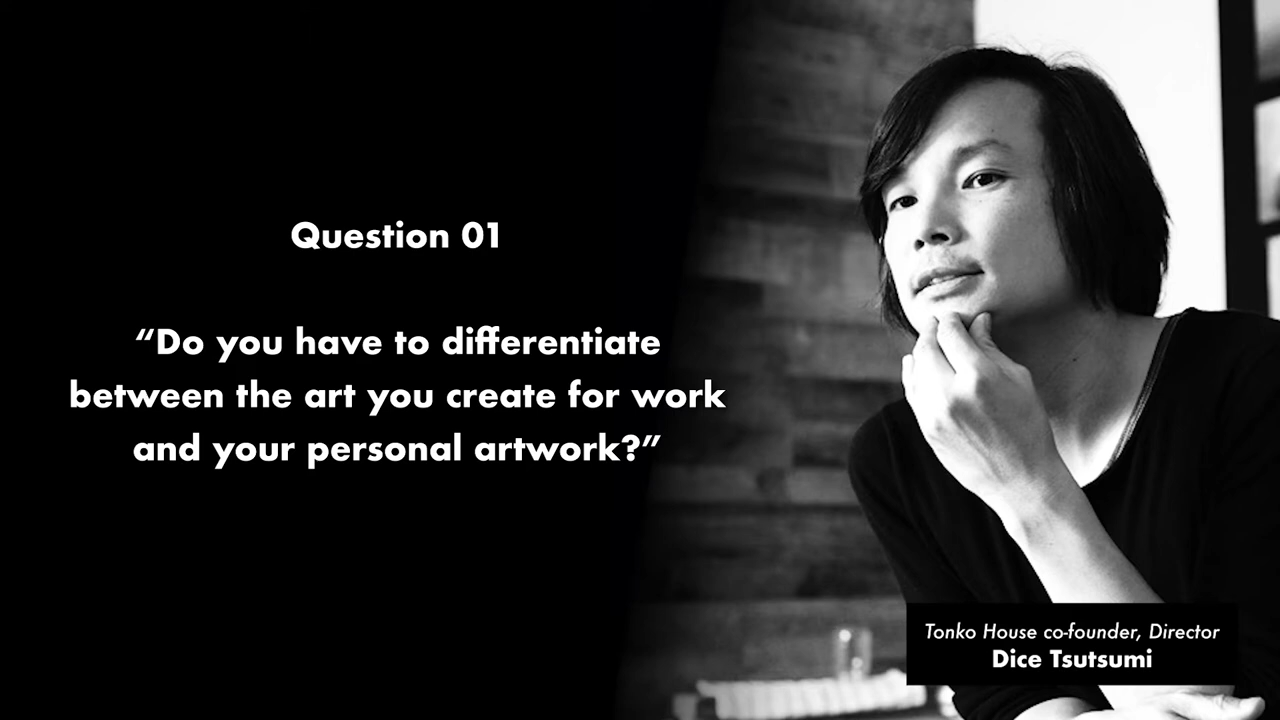 Question 01
“Do you have to differentiate
between the art you create for work
and your personal artwork?”
Tonko House co-founder, Director
Dice Tsutsumi